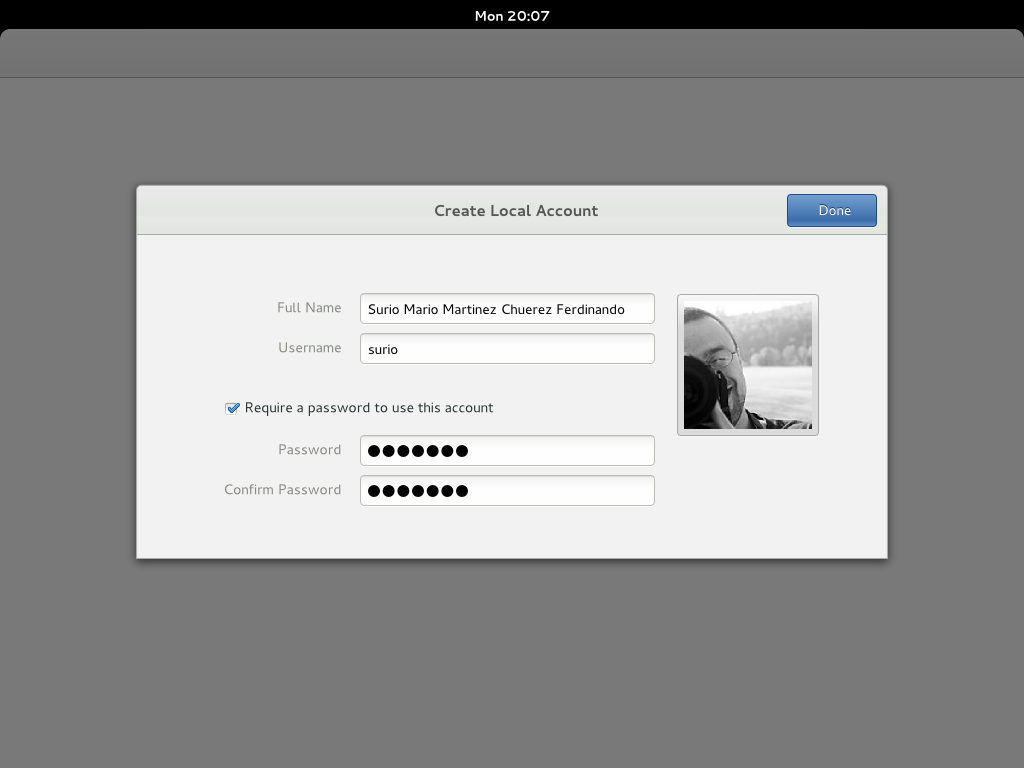 Mon 20:07
Create Local Account
Done
Full Name
Surio Mario Martinez Chuerez Ferdinando
Username
surio
Require a password to use this account
Password
●●●●●●●
Confirm Password
●●●●●●●